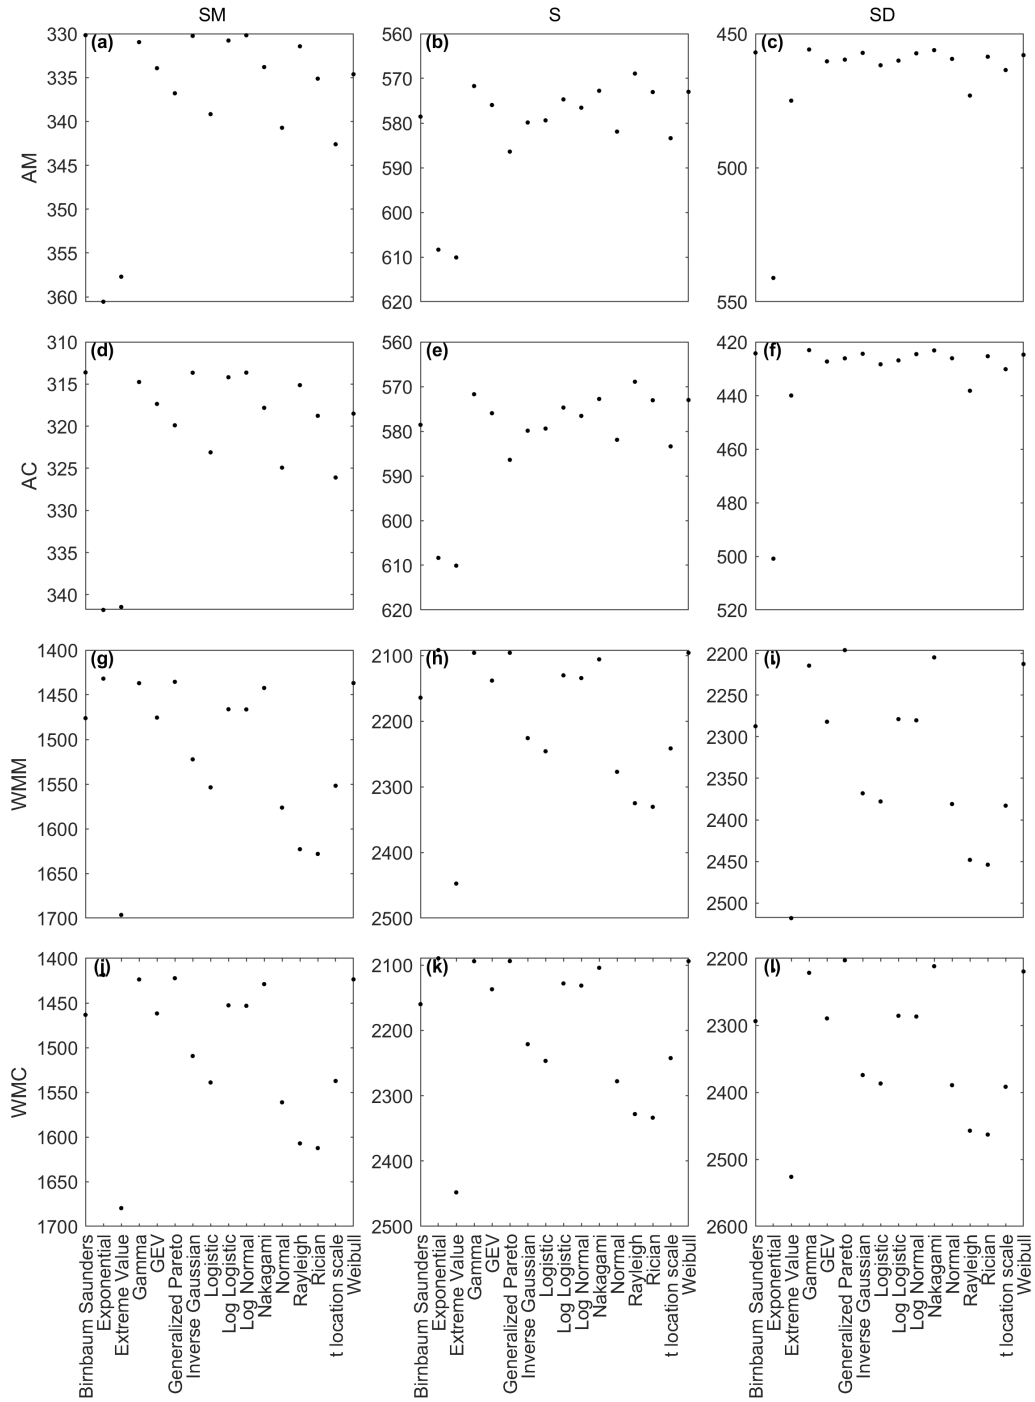 SM S SD
(a) (b) (c)
AM
330
335
340
345
350
355
360
560
570
580
590
600
610
620
450
500
550
(d) (e) (f)
AC
310
315
320
325
330
335
340
560
570
580
590
600
610
620
420
440
460
480
500
520
(g) (h) (i)
WMM
1400
1450
1500
1550
1600
1650
1700
2100
2200
2300
2400
2500
2200
2250
2300
2350
2400
2450
2500
(j) (k) (l)
WMC
1400
1450
1500
1550
1600
1650
1700
2100
2200
2300
2400
2500
2200
2300
2400
2500
2600
Birnbaum Saunders
Exponential
Extreme Value
Gamma
GEV
Generalized Pareto
Inverse Gaussian
Logistic
Log Logistic
Log Normal
Nakagami
Normal
Rayleigh
Rician
t location scale
Weibull
Birnbaum Saunders
Exponential
Extreme Value
Gamma
GEV
Generalized Pareto
Inverse Gaussian
Logistic
Log Logistic
Log Normal
Nakagami
Normal
Rayleigh
Rician
t location scale
Weibull
Birnbaum Saunders
Exponential
Extreme Value
Gamma
GEV
Generalized Pareto
Inverse Gaussian
Logistic
Log Logistic
Log Normal
Nakagami
Normal
Rayleigh
Rician
t location scale
Weibull